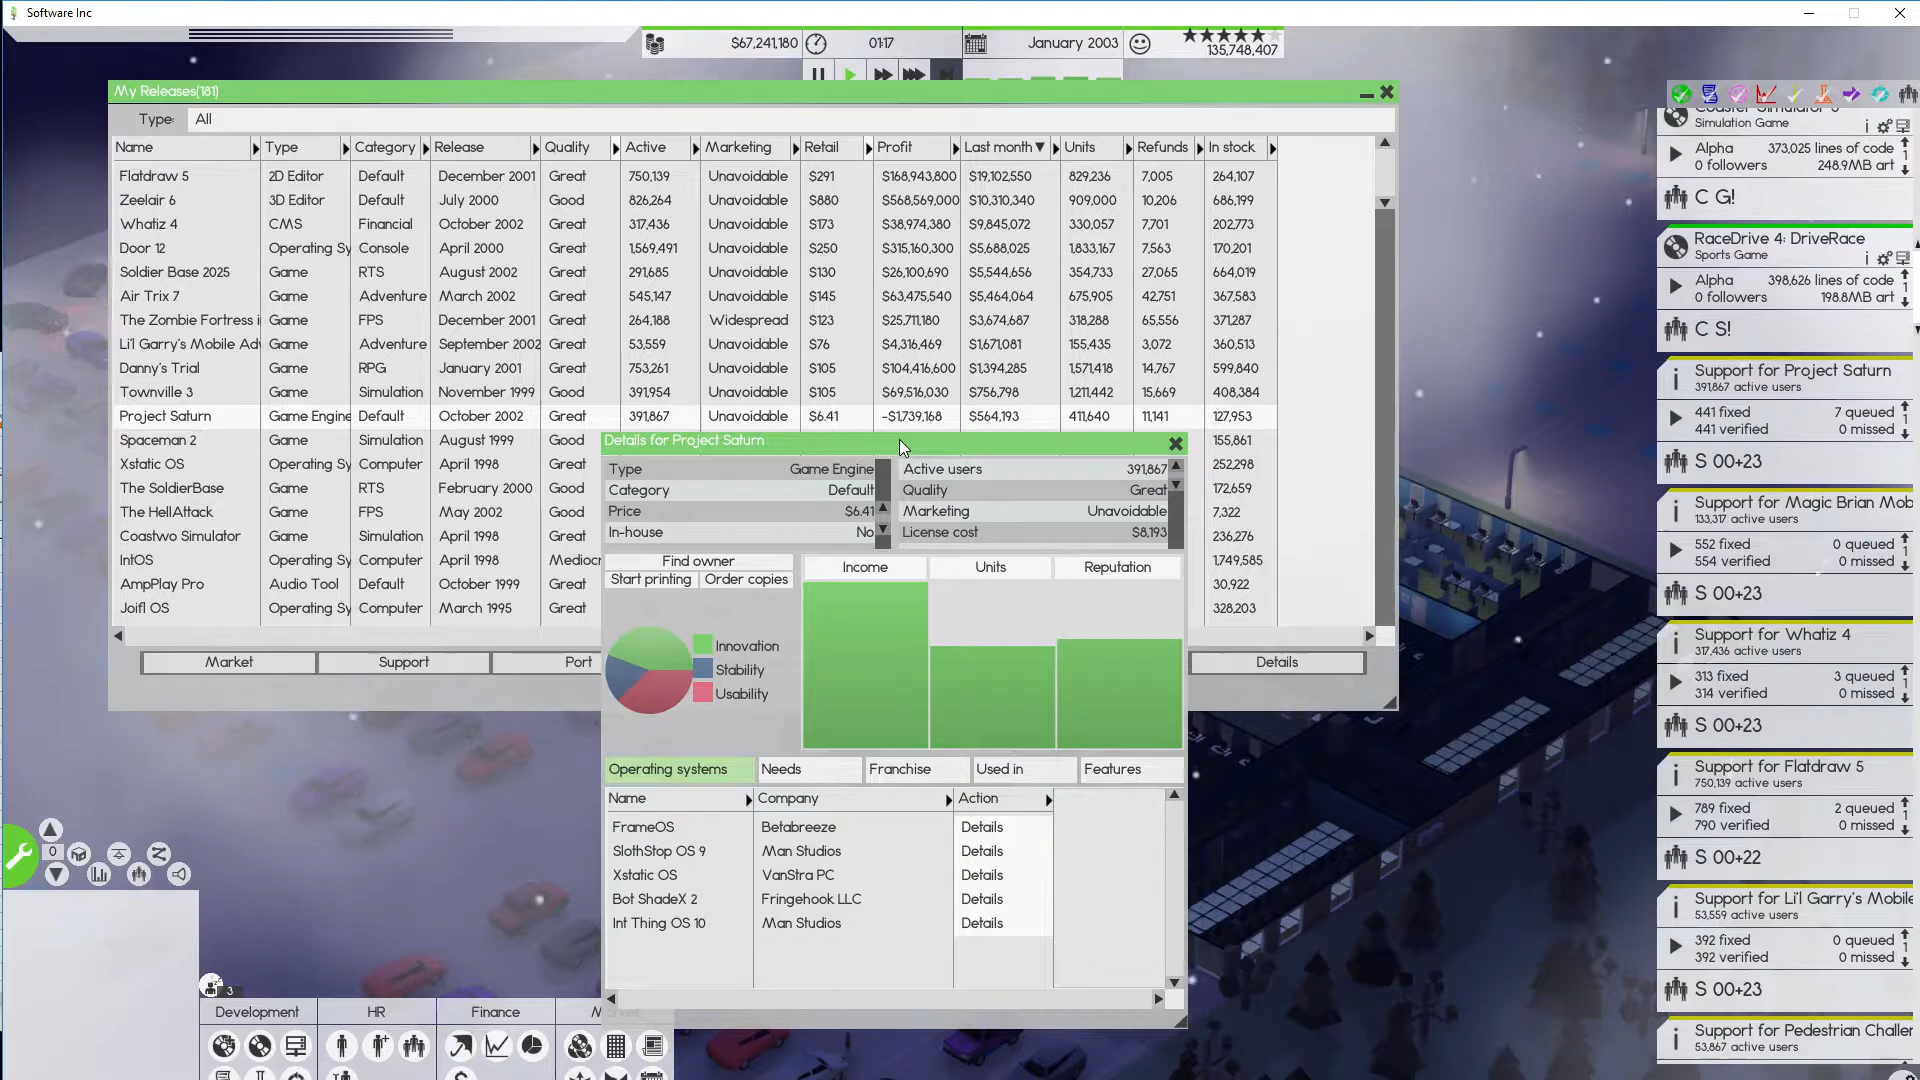 Software Inc
$67,241,180
01:17
January 2003
135,748,407
My Releases(181)
Type: All
Name Type Category Release Quality Active Marketing Retail Profit Last month Units Refunds In stock
Flatdraw 5 2D Editor Default December 2001 Great 750,139 Unavoidable $291 $168,943,800 $19,102,550 829,236 7,005 264,107
Zeelair 6 3D Editor Default July 2000 Good 826,264 Unavoidable $880 $568,569,000 $10,310,340 909,000 10,206 686,199
Whatiz 4 CMS Financial October 2002 Great 317,436 Unavoidable $173 $38,974,380 $9,845,072 330,057 7,701 202,773
Door 12 Operating Sy Console April 2000 Great 1,569,491 Unavoidable $250 $315,160,300 $5,688,025 1,833,167 7,563 170,201
Soldier Base 2025 Game RTS August 2002 Great 291,685 Unavoidable $130 $26,100,690 $5,544,656 354,733 27,065 664,019
Air Trix 7 Game Adventure March 2002 Great 545,147 Unavoidable $145 $63,475,540 $5,464,064 675,905 42,751 367,583
The Zombie Fortress i Game FPS December 2001 Great 264,188 Widespread $123 $25,711,180 $3,674,687 318,288 65,556 371,287
Li'l Garry's Mobile Adv Game Adventure September 2002 Great 53,559 Unavoidable $76 $4,316,469 $1,671,081 155,435 3,072 360,513
Danny's Trial Game RPG January 2001 Great 753,261 Unavoidable $105 $104,416,600 $1,394,285 1,571,418 14,767 599,840
Townville 3 Game Simulation November 1999 Good 391,954 Unavoidable $105 $69,516,030 $756,798 1,211,442 15,669 408,384
Project Saturn Game Engine Default October 2002 Great 391,867 Unavoidable $6.41 -$1,739,168 $564,193 411,640 11,141 127,953
Spaceman 2 Game Simulation August 1999 Good 155,861
Xstatic OS Operating Sy Computer April 1998 Great 252,298
The SoldierBase Game RTS February 2000 Good 172,659
The HellAttack Game FPS May 2002 Good 7,322
Coastwo Simulator Game Simulation October 1998 Great 236,276
IntOS Operating Sy Computer April 1998 Mediocr 1,749,585
AmpPlay Pro Audio Tool Default October 1999 Great 30,922
Joifl OS Operating Sy Computer March 1995 Great 328,203
Market Support Port Details
Details for Project Saturn
Type Game Engine
Category Default
Price $6.41
In-house No
Active users 391,867
Quality Great
Marketing Unavoidable
License cost $8,193
Find owner
Start printing Order copies
Income Units Reputation
Innovation
Stability
Usability
Operating systems Needs Franchise Used in Features
Name Company Action
FrameOS Betabreeze Details
SlothStop OS 9 Man Studios Details
Xstatic OS VanStra PC Details
Bot ShadeX 2 Fringehook LLC Details
Int Thing OS 10 Man Studios Details
0
3
Development HR Finance
Simulation Game
Alpha 373,025 lines of code
0 followers 248.9MB art
1
C G!
RaceDrive 4: DriveRace
Sports Game
Alpha 398,626 lines of code
0 followers 198.8MB art
1
C S!
Support for Project Saturn
391,867 active users
441 fixed 7 queued
441 verified 0 missed
1
S 00+23
Support for Magic Brian Mob
133,317 active users
552 fixed 0 queued
554 verified 0 missed
1
S 00+23
Support for Whatiz 4
317,436 active users
313 fixed 3 queued
314 verified 0 missed
1
S 00+23
Support for Flatdraw 5
750,139 active users
789 fixed 2 queued
790 verified 0 missed
1
S 00+22
Support for Li'l Garry's Mobile
53,559 active users
392 fixed 0 queued
392 verified 0 missed
1
S 00+23
Support for Pedestrian Challer
53,867 active users